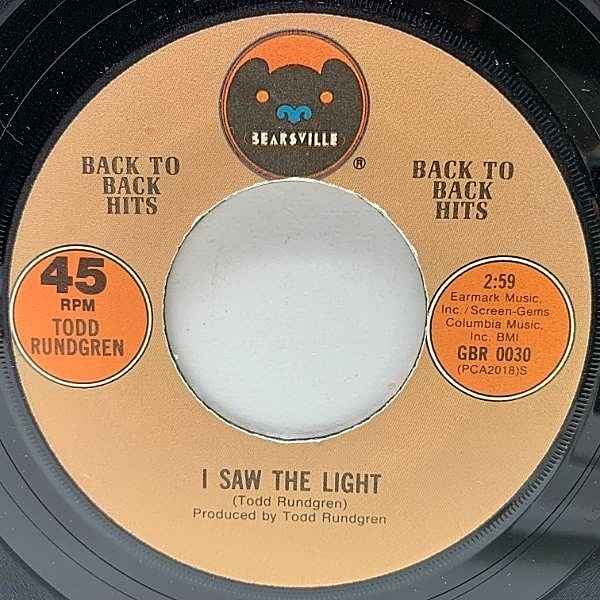 BEARSVILLE
®
BACK TO
BACK
HITS
BACK TO
BACK
HITS
45
RPM
TODD
RUNDGREN
2:59
Earmark Music,
Inc./Screen-Gems
Columbia Music,
Inc. BMI
GBR 0030
(PCA2018)S
I SAW THE LIGHT
(Todd Rundgren)
Produced by Todd Rundgren